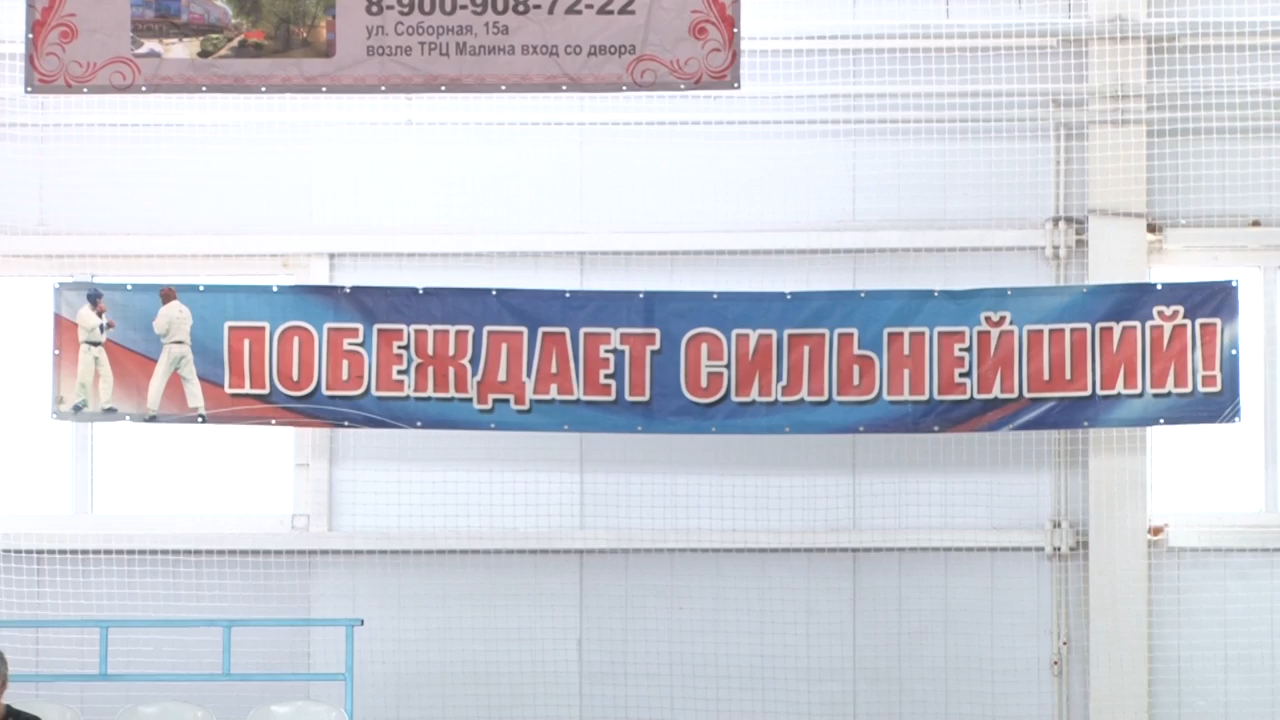 8-900-908-72-22
ул. Соборная, 15а
возле ТРЦ Малина вход со двора
ПОБЕЖДАЕТ СИЛЬНЕЙШИЙ!